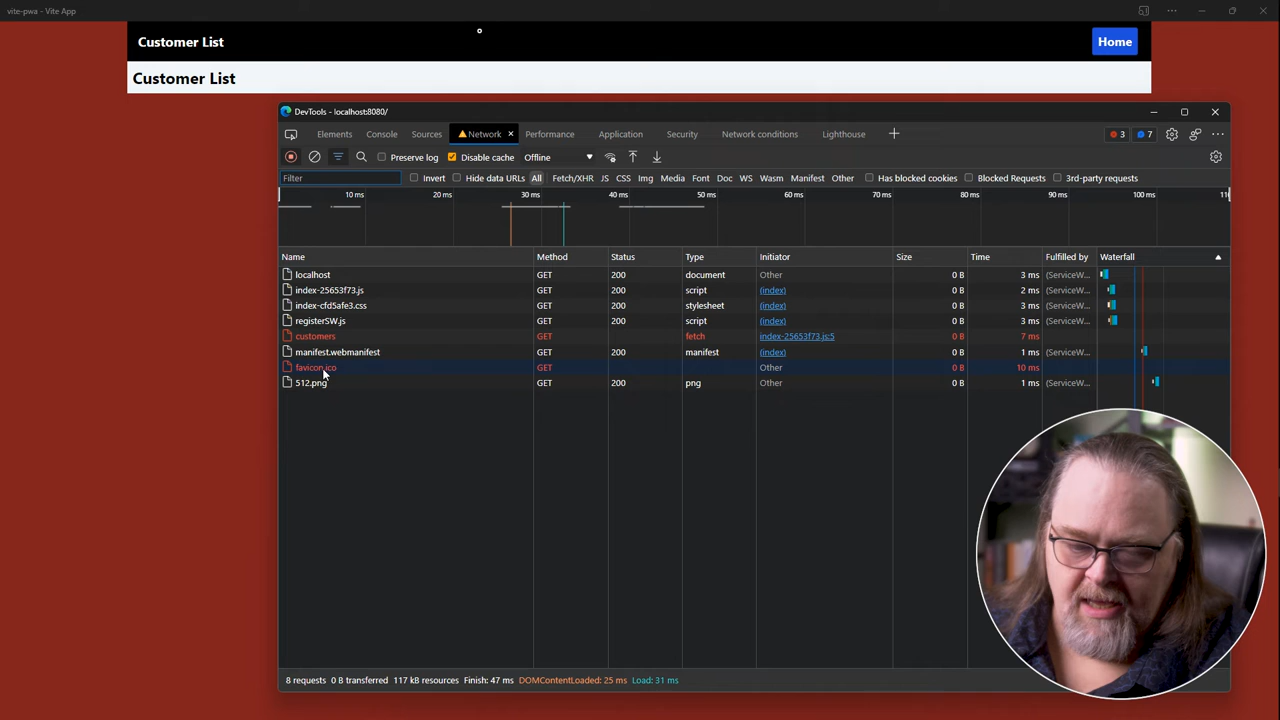 vite-pwa - Vite App
Customer List Home
Customer List
DevTools - localhost:8080/
Elements Console Sources Network Performance Application Security Network conditions Lighthouse 3 7
Preserve log Disable cache Offline
Filter Invert Hide data URLs All Fetch/XHR JS CSS Img Media Font Doc WS Wasm Manifest Other Has blocked cookies Blocked Requests 3rd-party requests
10 ms 20 ms 30 ms 40 ms 50 ms 60 ms 70 ms 80 ms 90 ms 100 ms
Name Method Status Type Initiator Size Time Fulfilled by Waterfall
localhost GET 200 document Other 0 B 3 ms (ServiceW...
index-25653f73.js GET 200 script (index) 0 B 2 ms (ServiceW...
index-cfd5afe3.css GET 200 stylesheet (index) 0 B 3 ms (ServiceW...
registerSW.js GET 200 script (index) 0 B 3 ms (ServiceW...
customers GET fetch index-25653f73.js:5 0 B 7 ms
manifest.webmanifest GET 200 manifest (index) 0 B 1 ms (ServiceW...
favicon.ico GET Other 0 B 10 ms
512.png GET 200 png Other 0 B 1 ms (ServiceW...
8 requests 0 B transferred 117 kB resources Finish: 47 ms DOMContentLoaded: 25 ms Load: 31 ms